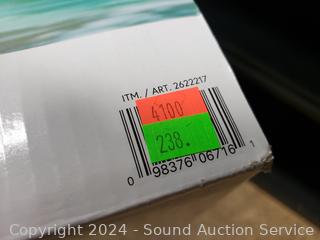 ITM. / ART. 2622217
4100
238.
0 98376 06716 1
Copyright © 2024 - Sound Auction Service